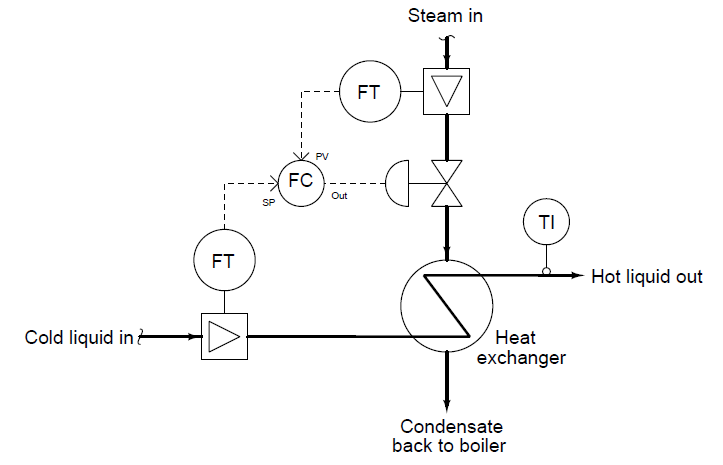 Steam in
FT
PV
FC
SP
Out
TI
FT
Hot liquid out
Cold liquid in
Heat
exchanger
Condensate
back to boiler